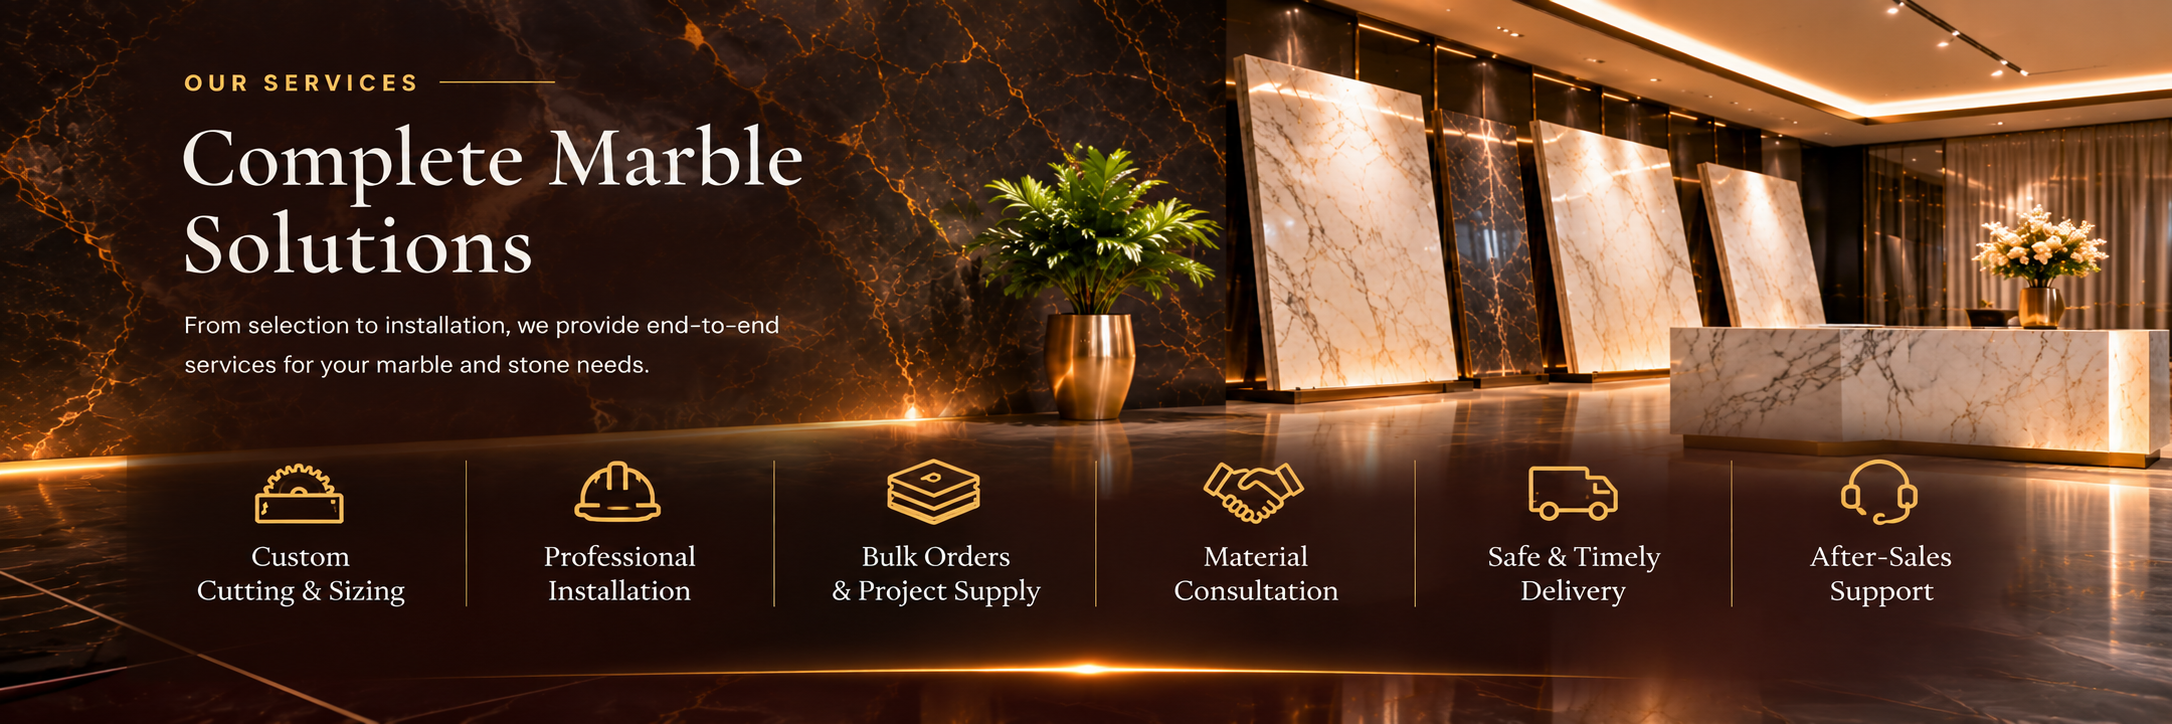 OUR SERVICES
Complete Marble
Solutions
From selection to installation, we provide end-to-end
services for your marble and stone needs.
Custom
Cutting & Sizing
Professional
Installation
Bulk Orders
& Project Supply
Material
Consultation
Safe & Timely
Delivery
After-Sales
Support